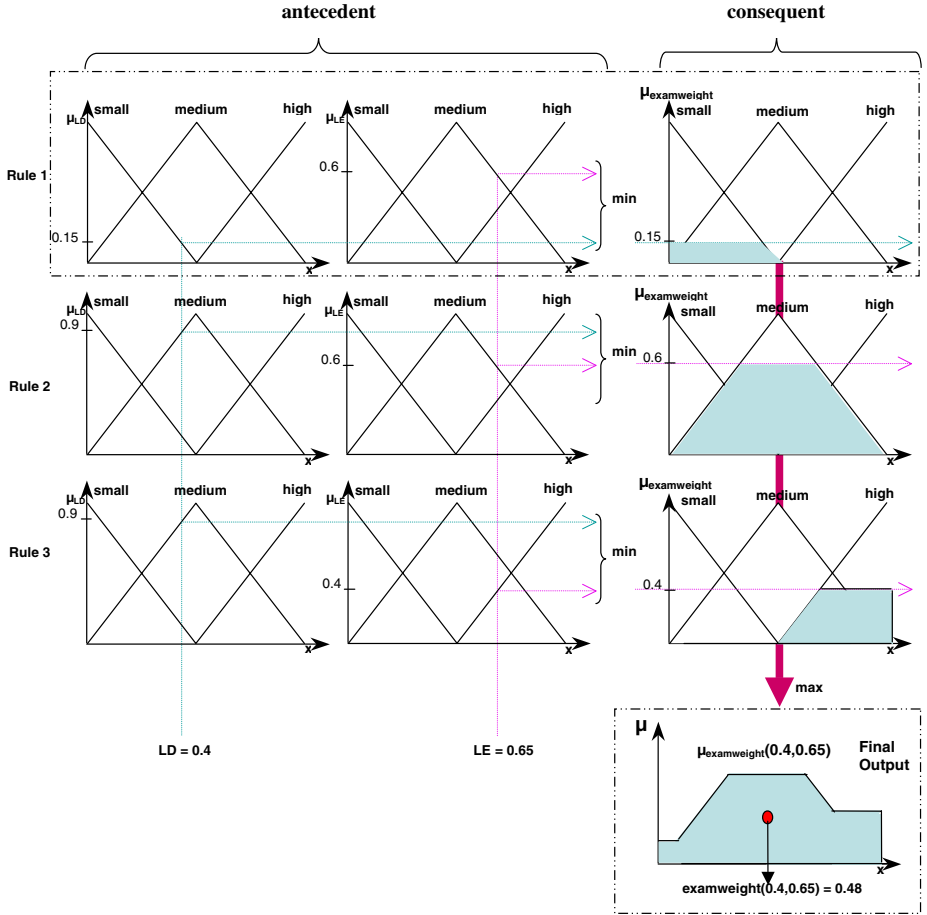 antecedent consequent
μLD small medium high μLE small medium high μexamweight small medium high
Rule 1 0.15 x 0.6 x min 0.15 x
μLD small medium high μLE small medium high μexamweight small medium high
Rule 2 0.9 x 0.6 x min 0.6 x
μLD small medium high μLE small medium high μexamweight small medium high
Rule 3 0.9 x 0.4 x min 0.4 x
max
LD = 0.4 LE = 0.65
μ μexamweight(0.4,0.65) Final
Output
x
examweight(0.4,0.65) = 0.48